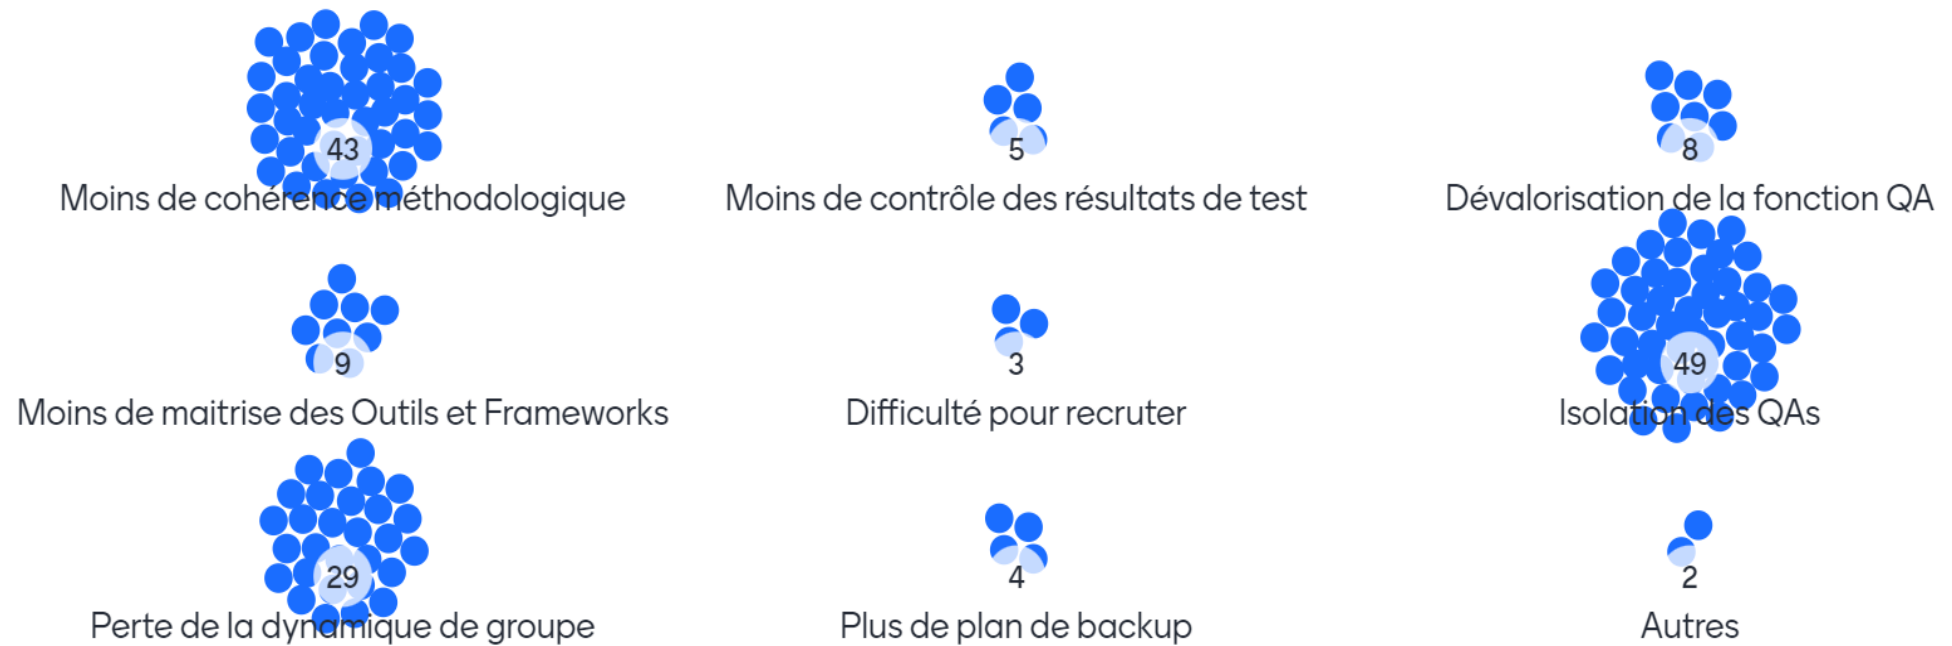 43
Moins de cohérence méthodologique
5
Moins de contrôle des résultats de test
8
Dévalorisation de la fonction QA
9
Moins de maitrise des Outils et Frameworks
3
Difficulté pour recruter
49
Isolation des QAs
29
Perte de la dynamique de groupe
4
Plus de plan de backup
2
Autres